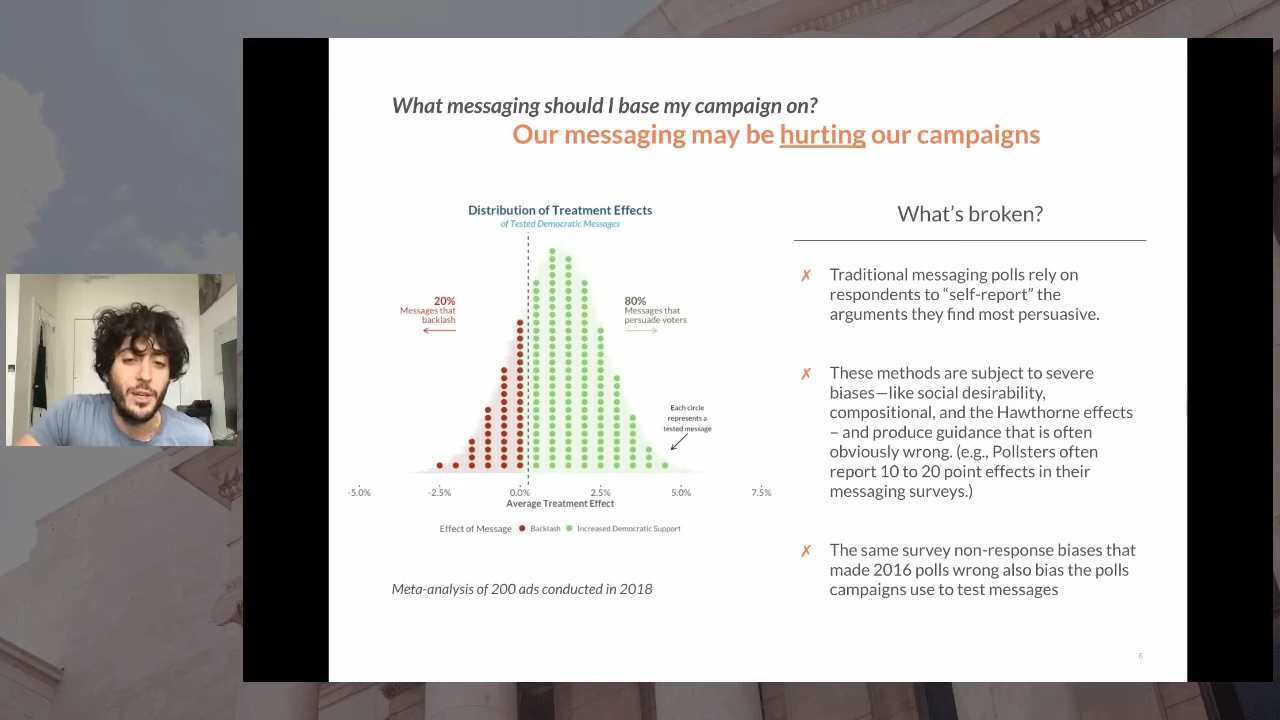 What messaging should I base my campaign on?
Our messaging may be hurting our campaigns
Distribution of Treatment Effects
of Tested Democratic Messages
20%
Messages that
backlash
80%
Messages that
persuade voters
Each circle
represents a
tested message
-5.0%
-2.5%
0.0%
2.5%
5.0%
7.5%
Average Treatment Effect
Effect of Message Backlash Increased Democratic Support
Meta-analysis of 200 ads conducted in 2018
What's broken?
✗ Traditional messaging polls rely on
respondents to “self-report” the
arguments they find most persuasive.
✗ These methods are subject to severe
biases—like social desirability,
compositional, and the Hawthorne effects
– and produce guidance that is often
obviously wrong. (e.g., Pollsters often
report 10 to 20 point effects in their
messaging surveys.)
✗ The same survey non-response biases that
made 2016 polls wrong also bias the polls
campaigns use to test messages
6